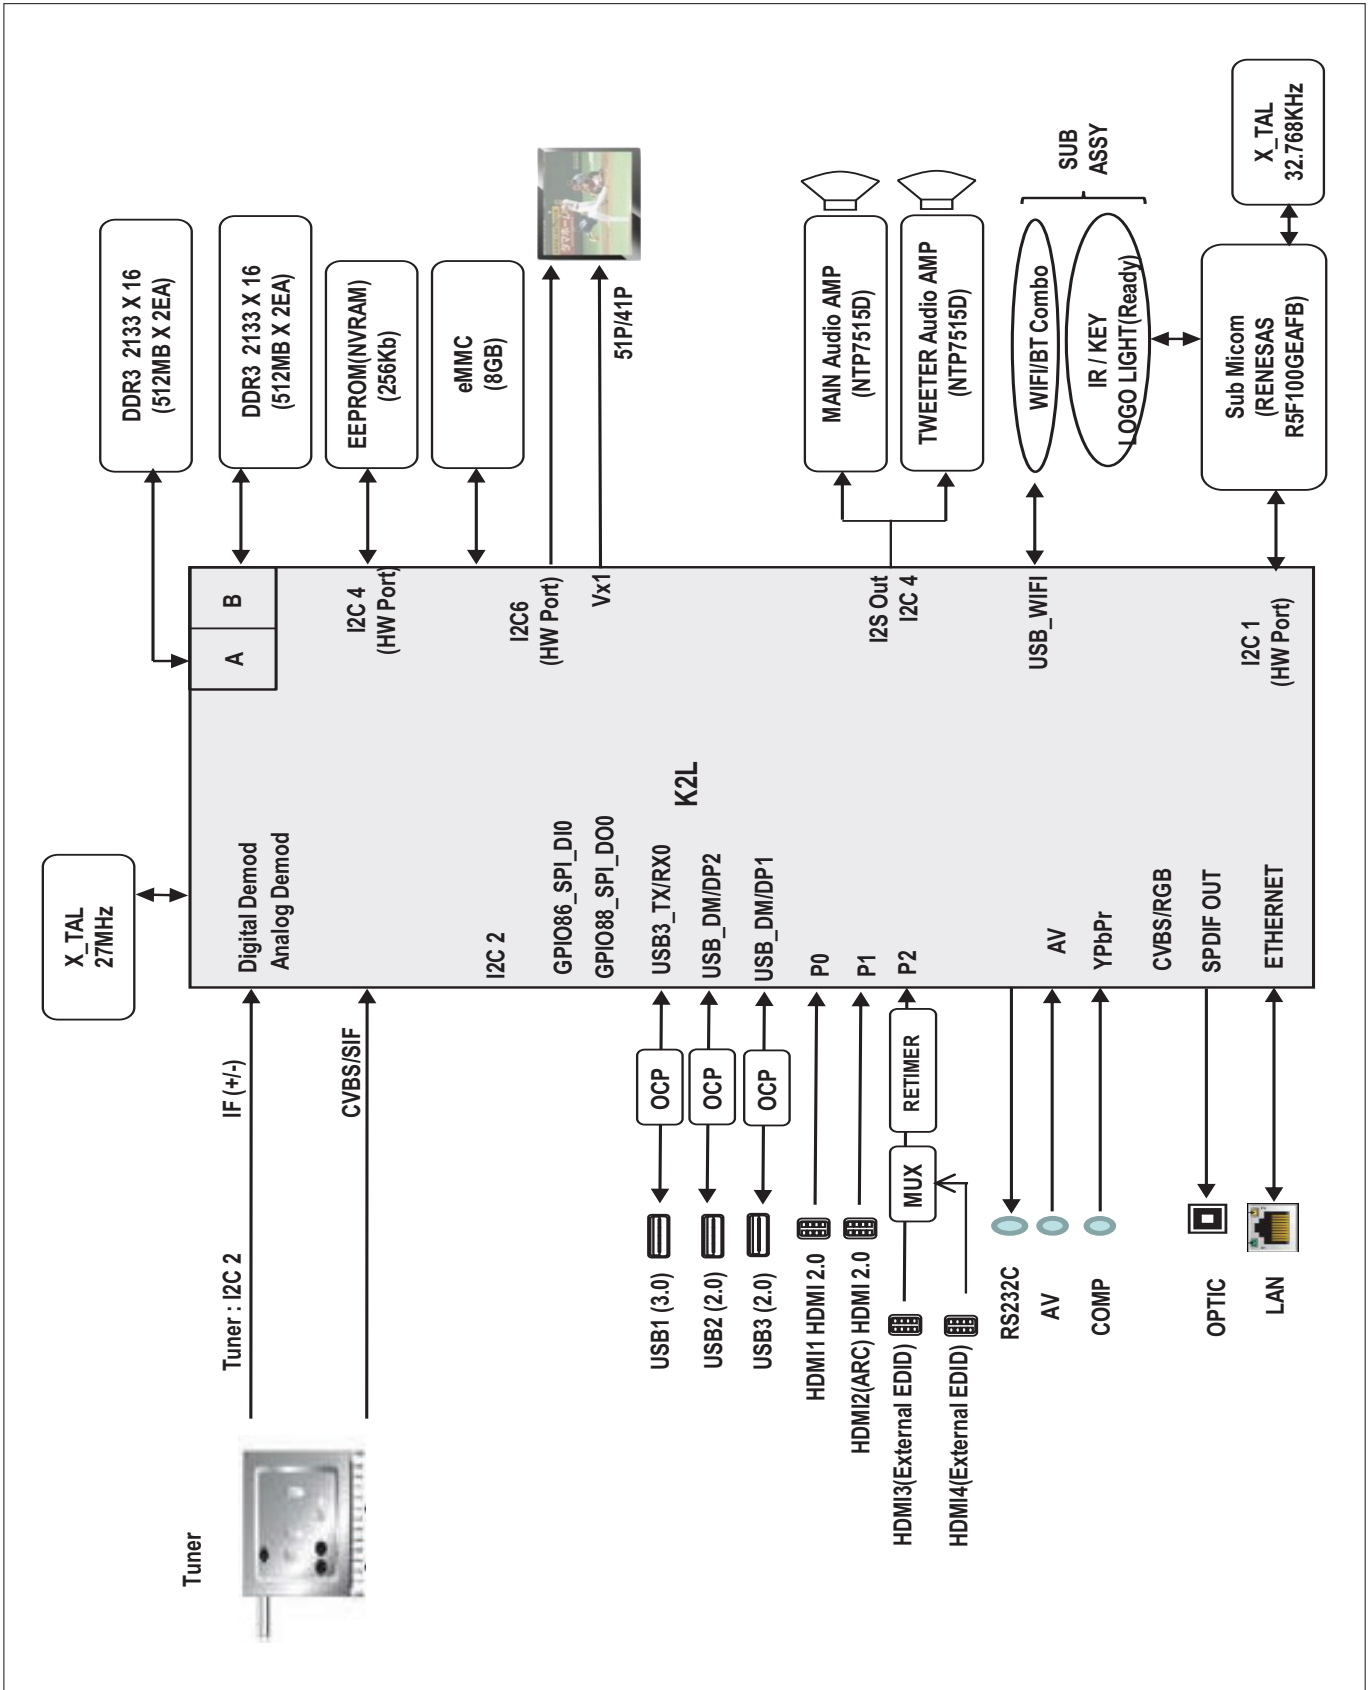 Tuner
Tuner : I2C 2
IF (+/-)
CVBS/SIF
USB1 (3.0)
USB2 (2.0)
USB3 (2.0)
OCP
OCP
OCP
HDMI1 HDMI 2.0
HDMI2(ARC) HDMI 2.0
HDMI3(External EDID)
HDMI4(External EDID)
MUX
RETIMER
RS232C
AV
COMP
OPTIC
LAN
X_TAL
27MHz
Digital Demod
Analog Demod
I2C 2
GPIO86_SPI_DI0
GPIO88_SPI_DO0
USB3_TX/RX0
USB_DM/DP2
USB_DM/DP1
P0
P1
P2
AV
YPbPr
CVBS/RGB
SPDIF OUT
ETHERNET
K2L
A
B
I2C 4
(HW Port)
I2C6
(HW Port)
Vx1
I2S Out
I2C 4
USB_WIFI
I2C 1
(HW Port)
DDR3 2133 X 16
(512MB X 2EA)
DDR3 2133 X 16
(512MB X 2EA)
EEPROM(NVRAM)
(256Kb)
eMMC
(8GB)
51P/41P
MAIN Audio AMP
(NTP7515D)
TWEETER Audio AMP
(NTP7515D)
WIFI/BT Combo
IR / KEY
LOGO LIGHT(Ready)
SUB
ASSY
Sub Micom
(RENESAS
R5F100GEAFB)
X_TAL
32.768KHz